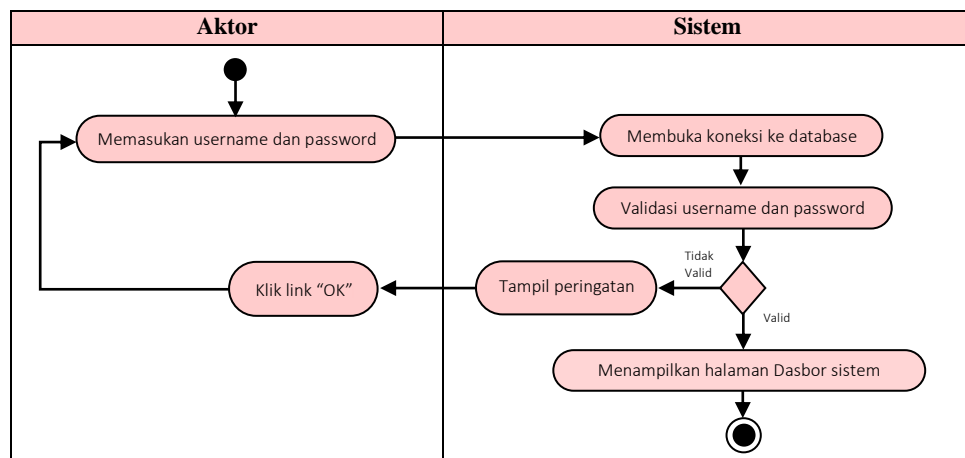 Aktor
Sistem
Memasukan username dan password
Membuka koneksi ke database
Validasi username dan password
Tidak
Valid
Tampil peringatan
Klik link “OK”
Valid
Menampilkan halaman Dasbor sistem